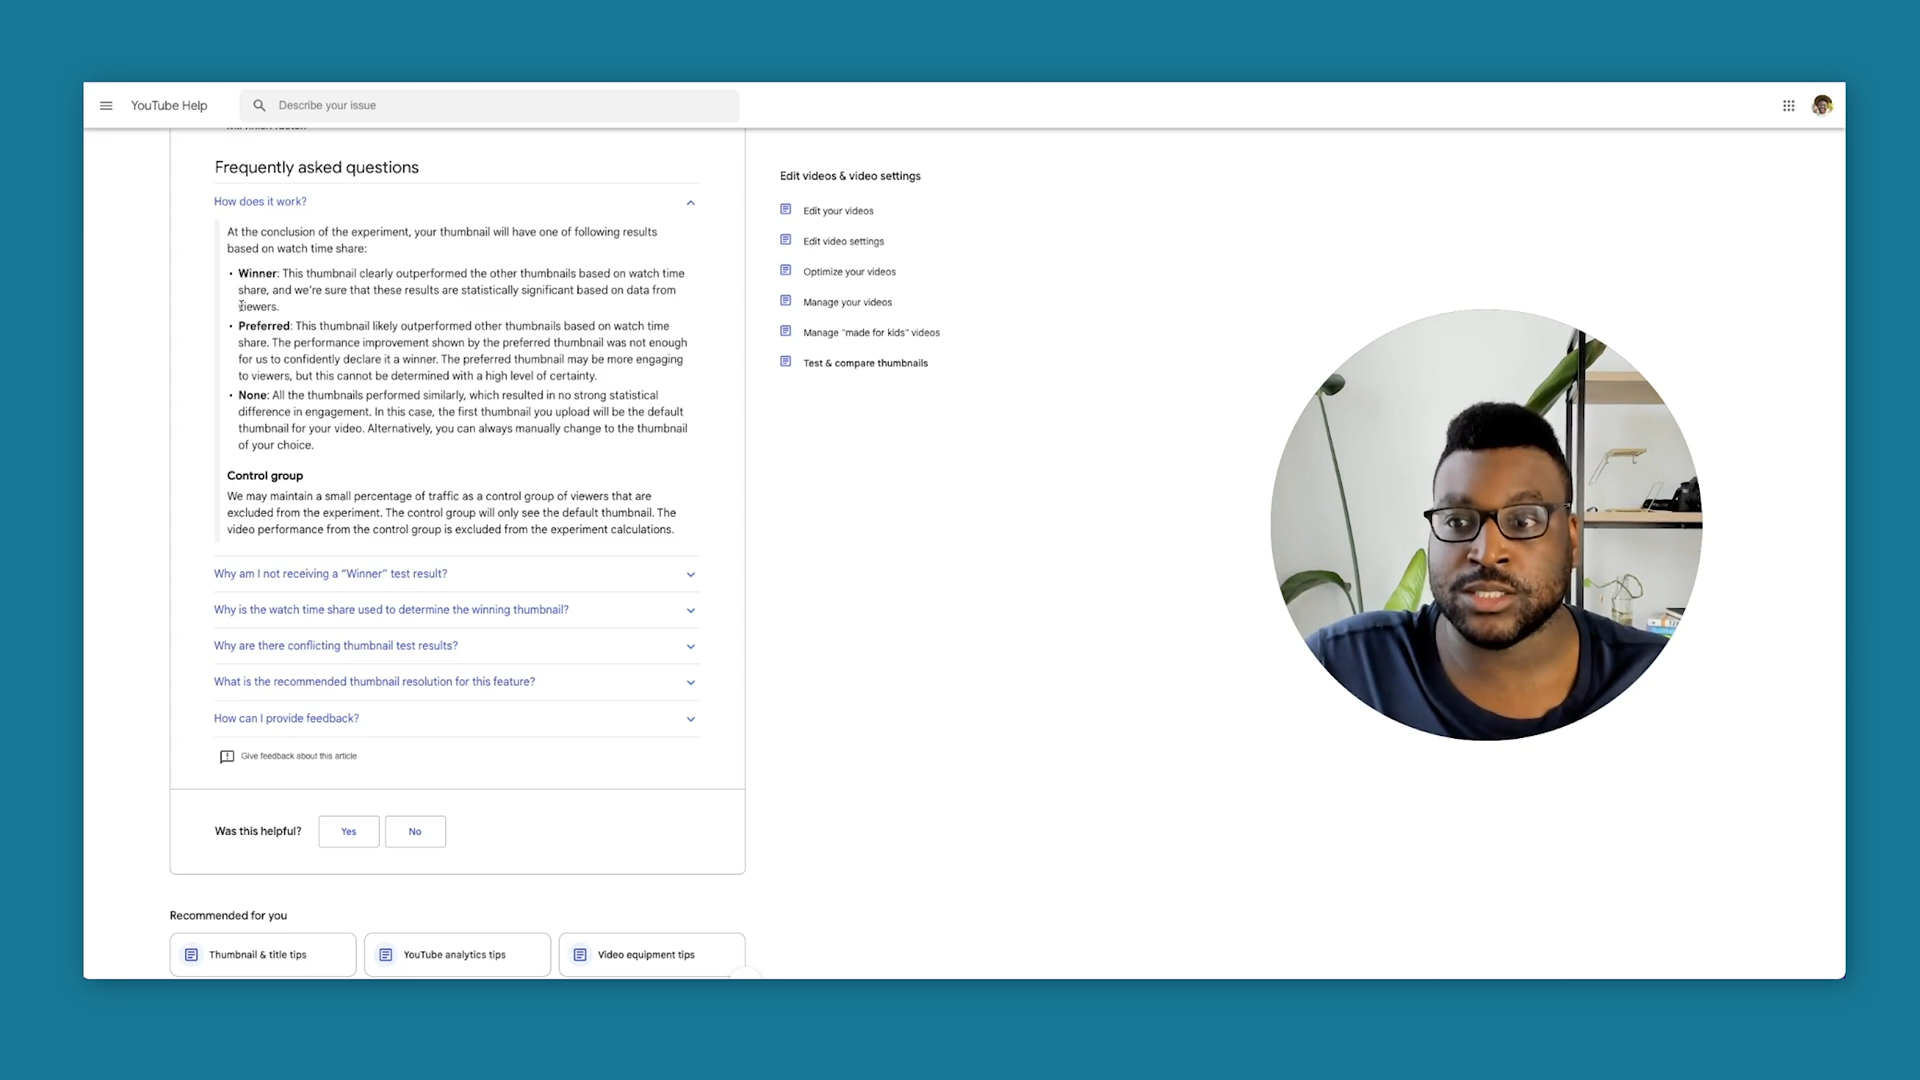 YouTube Help
Describe your issue
will finish faster.
Frequently asked questions
How does it work?
At the conclusion of the experiment, your thumbnail will have one of following results
based on watch time share:
• Winner: This thumbnail clearly outperformed the other thumbnails based on watch time
share, and we're sure that these results are statistically significant based on data from
viewers.
• Preferred: This thumbnail likely outperformed other thumbnails based on watch time
share. The performance improvement shown by the preferred thumbnail was not enough
for us to confidently declare it a winner. The preferred thumbnail may be more engaging
to viewers, but this cannot be determined with a high level of certainty.
• None: All the thumbnails performed similarly, which resulted in no strong statistical
difference in engagement. In this case, the first thumbnail you upload will be the default
thumbnail for your video. Alternatively, you can always manually change to the thumbnail
of your choice.
Control group
We may maintain a small percentage of traffic as a control group of viewers that are
excluded from the experiment. The control group will only see the default thumbnail. The
video performance from the control group is excluded from the experiment calculations.
Why am I not receiving a “Winner” test result?
Why is the watch time share used to determine the winning thumbnail?
Why are there conflicting thumbnail test results?
What is the recommended thumbnail resolution for this feature?
How can I provide feedback?
Give feedback about this article
Was this helpful?
Yes
No
Recommended for you
Thumbnail & title tips
YouTube analytics tips
Video equipment tips
Edit videos & video settings
Edit your videos
Edit video settings
Optimize your videos
Manage your videos
Manage "made for kids" videos
Test & compare thumbnails